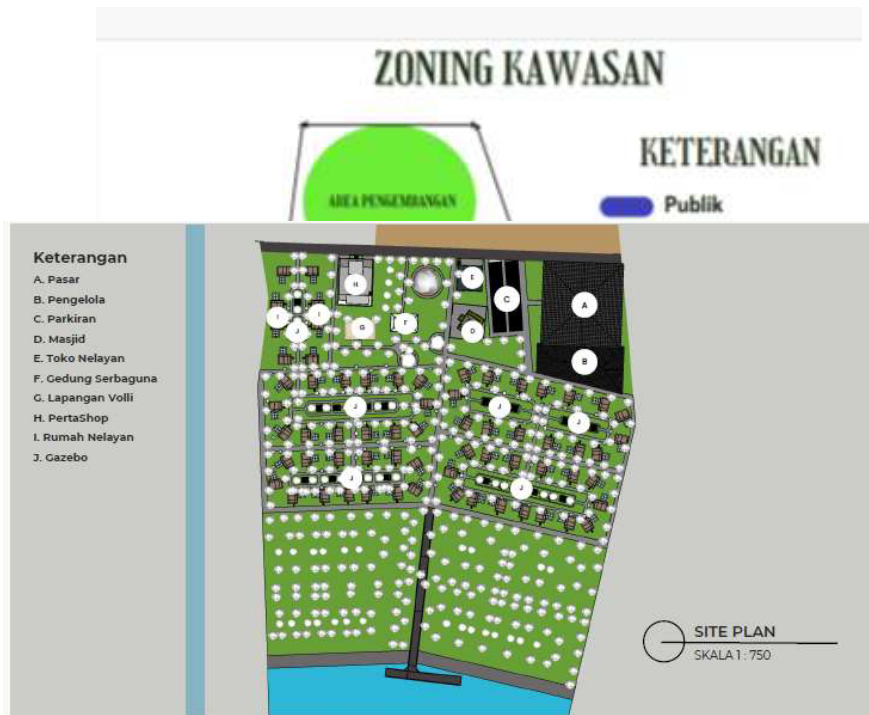 ZONING KAWASAN
KETERANGAN
AREA PENGEMBANGAN
Publik
Keterangan
A. Pasar
B. Pengelola
C. Parkiran
D. Masjid
E. Toko Nelayan
F. Gedung Serbaguna
G. Lapangan Volli
H. PertaShop
I. Rumah Nelayan
J. Gazebo
H
E
C
A
I
I
J
G
F
D
B
J
J
J
J
J
SITE PLAN
SKALA 1 : 750